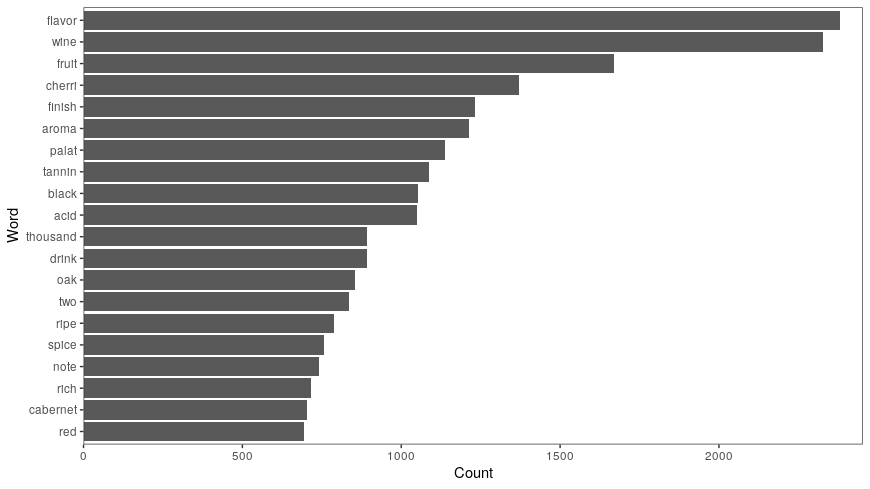 flavor
wine
fruit
cherri
finish
aroma
palat
tannin
black
acid
thousand
drink
oak
two
ripe
spice
note
rich
cabernet
red
Word
0 500 1000 1500 2000
Count